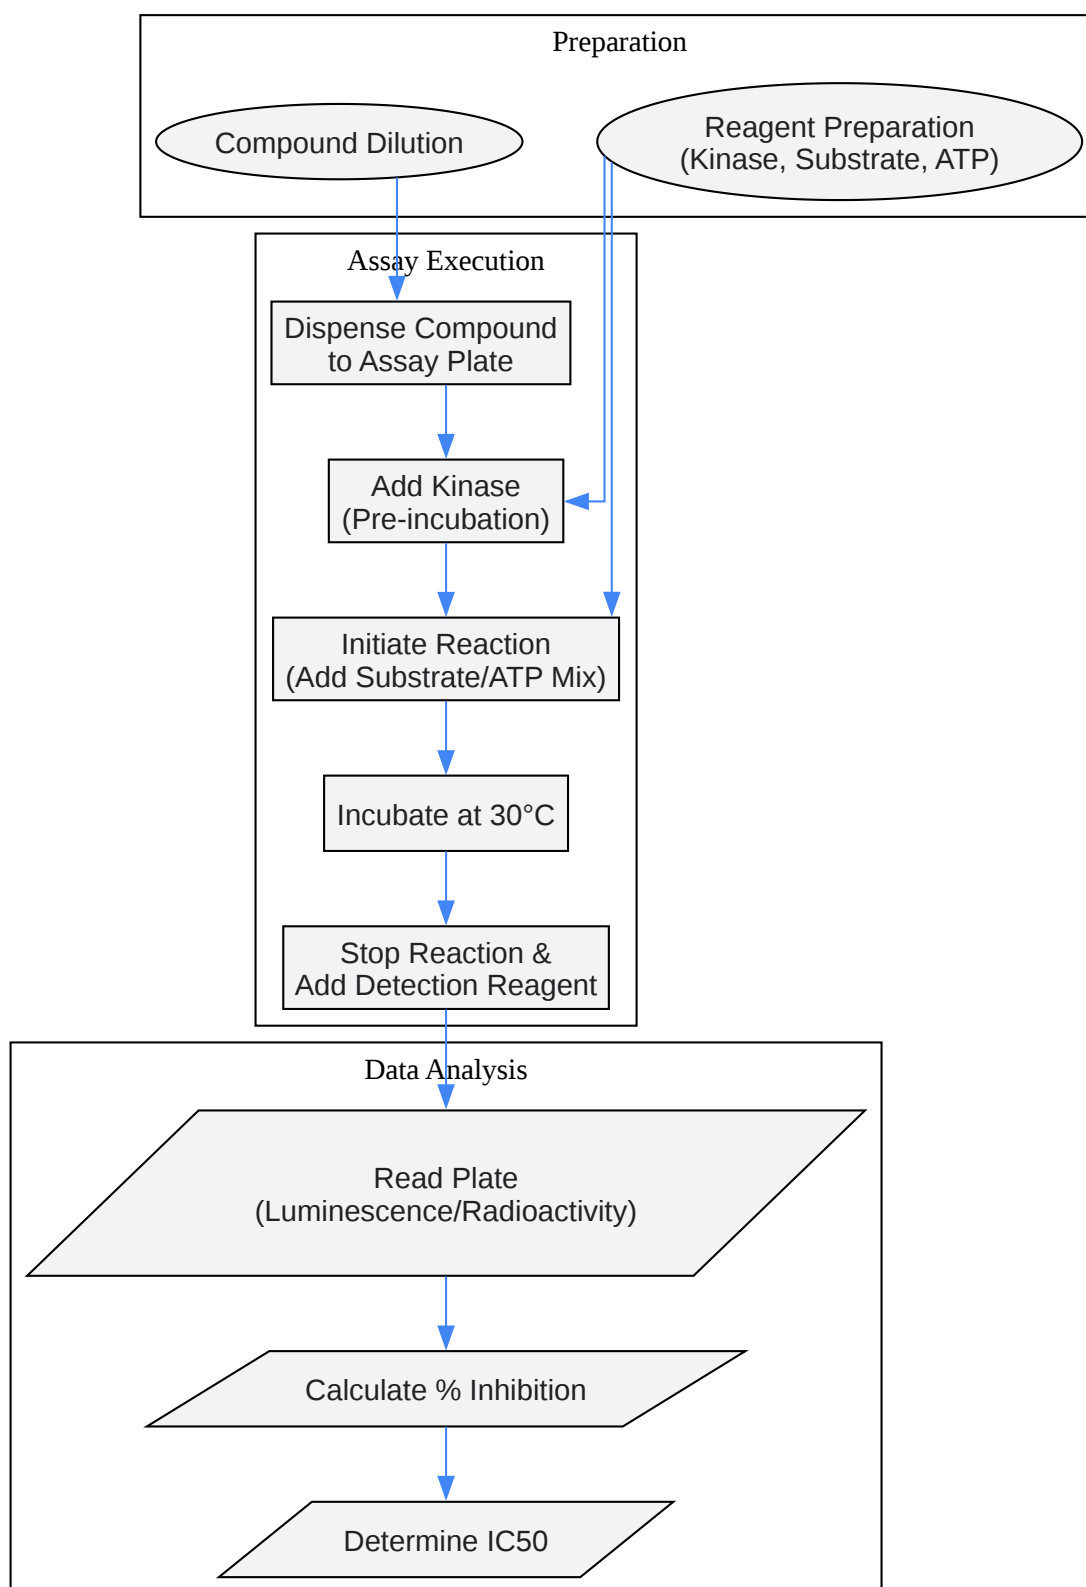 Preparation
Compound Dilution
Reagent Preparation
(Kinase, Substrate, ATP)
Assay Execution
Dispense Compound
to Assay Plate
Add Kinase
(Pre-incubation)
Initiate Reaction
(Add Substrate/ATP Mix)
Incubate at 30°C
Stop Reaction &
Add Detection Reagent
Data Analysis
Read Plate
(Luminescence/Radioactivity)
Calculate % Inhibition
Determine IC50